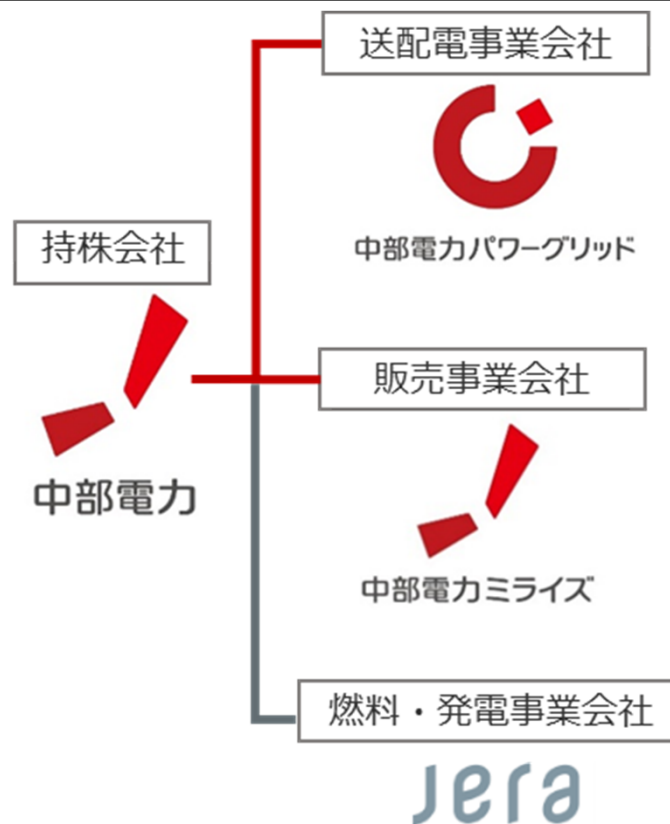 送配電事業会社
中部電力パワーグリッド
持株会社
中部電力
販売事業会社
中部電力ミライズ
燃料・発電事業会社
Jera